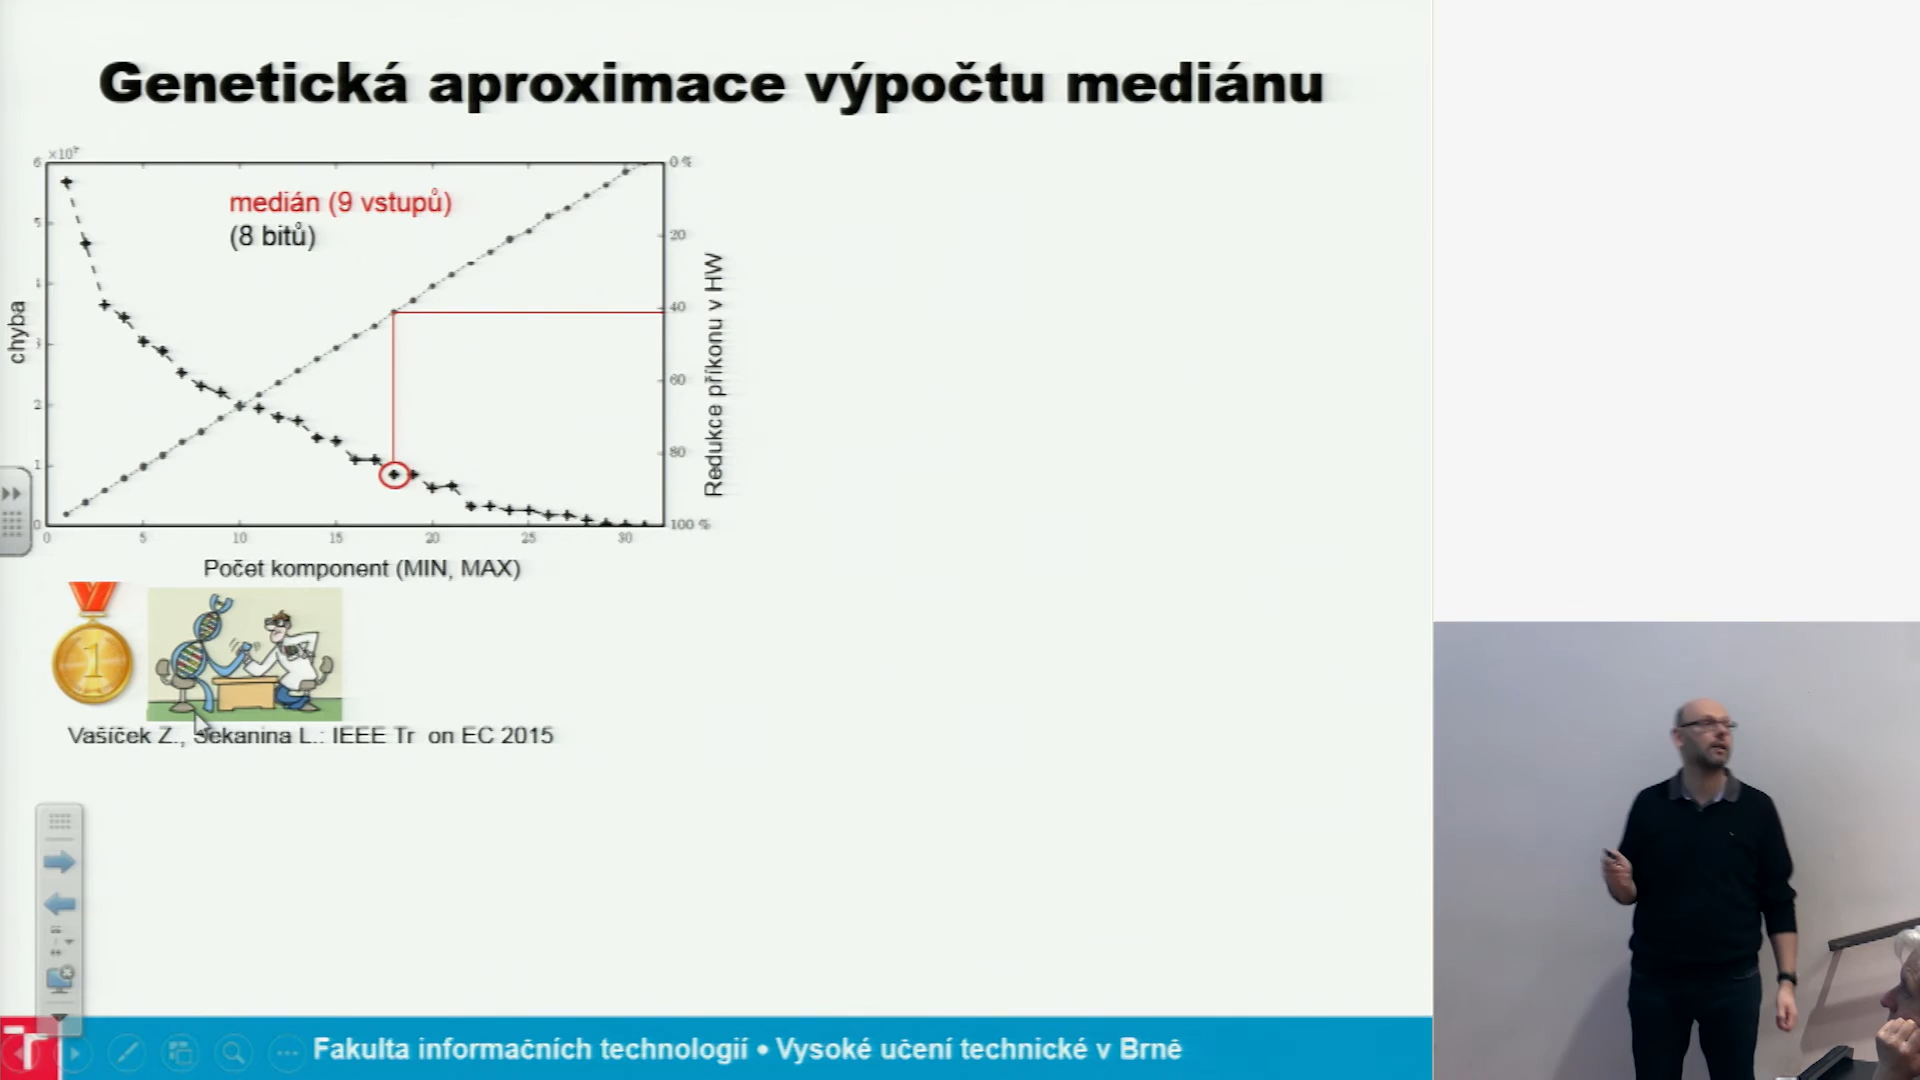 Genetická aproximace výpočtu mediánu
×10⁷
6
5
4
3
2
1
0
chyba
medián (9 vstupů)
(8 bitů)
0 %
20
40
60
80
100 %
Redukce příkonu v HW
0 5 10 15 20 25 30
Počet komponent (MIN, MAX)
1
Vašíček Z., Sekanina L.: IEEE Tr on EC 2015
Fakulta informačních technologií • Vysoké učení technické v Brně